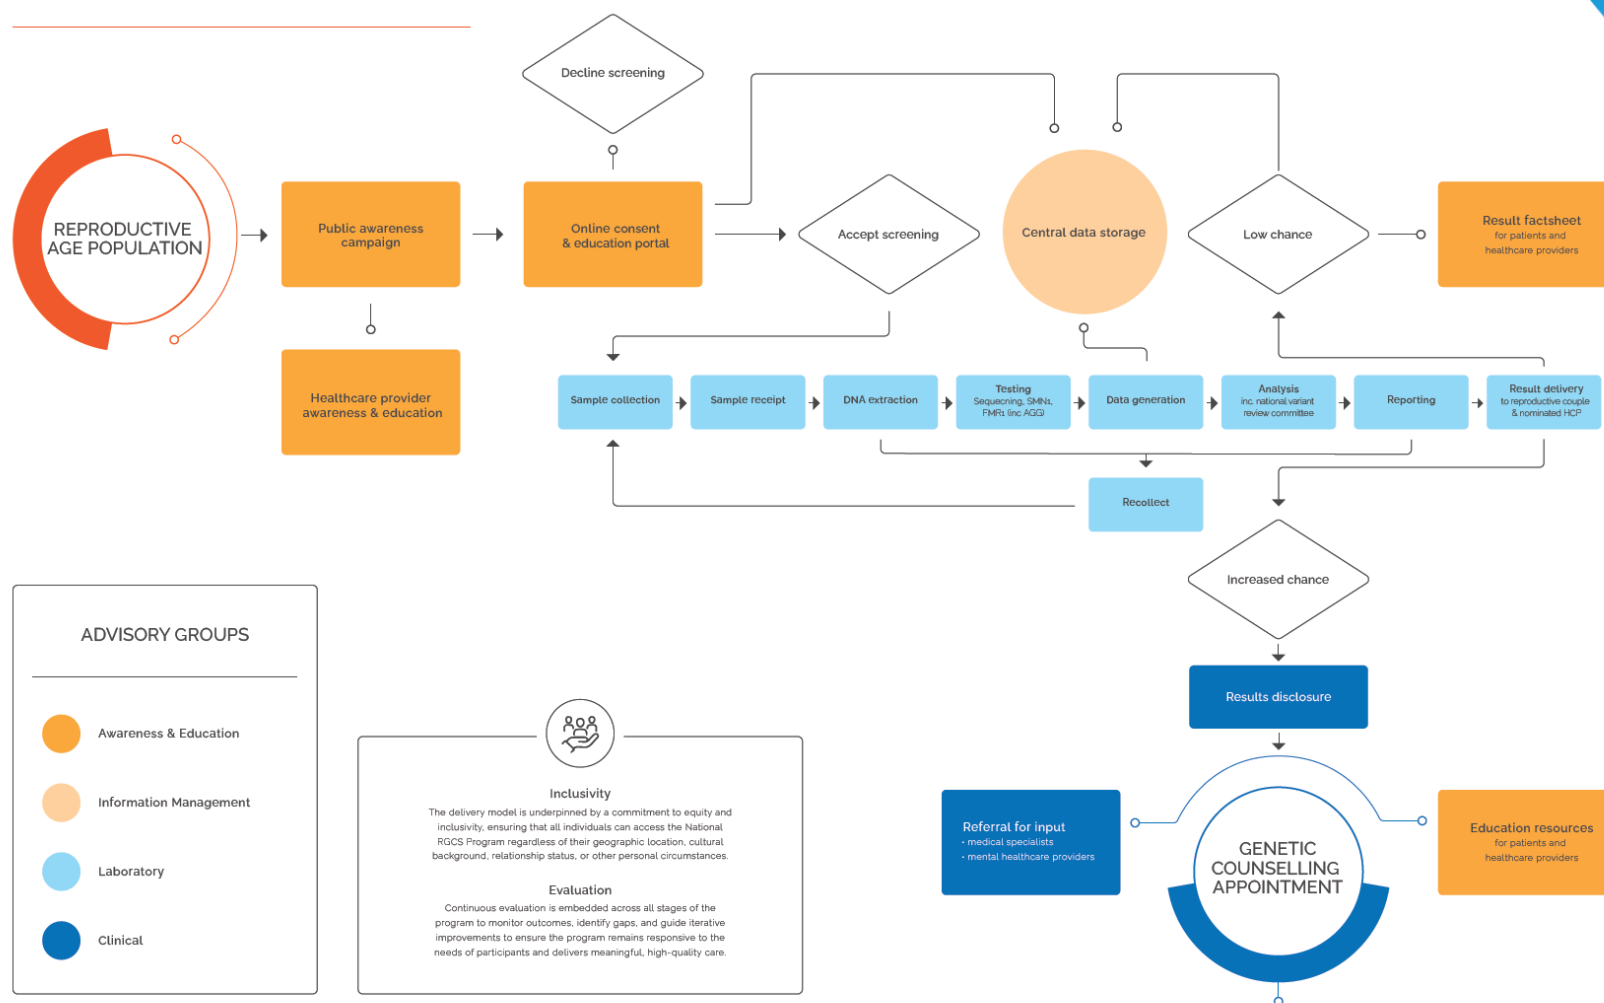 Decline screening
REPRODUCTIVE
AGE POPULATION
Public awareness
campaign
Online consent
& education portal
Accept screening
Central data storage
Low chance
Result factsheet
for patients and
healthcare providers
Healthcare provider
awareness & education
Sample collection
Sample receipt
DNA extraction
Testing
Sequecning, SMN1,
FMR1 (inc AGG)
Data generation
Analysis
inc. national variant
review committee
Reporting
Result delivery
to reproductive couple
& nominated HCP
Recollect
Increased chance
Results disclosure
ADVISORY GROUPS
Awareness & Education
Information Management
Laboratory
Clinical
Inclusivity
The delivery model is underpinned by a commitment to equity and
inclusivity, ensuring that all individuals can access the National
RGCS Program regardless of their geographic location, cultural
background, relationship status, or other personal circumstances.
Evaluation
Continuous evaluation is embedded across all stages of the
program to monitor outcomes, identify gaps, and guide iterative
improvements to ensure the program remains responsive to the
needs of participants and delivers meaningful, high-quality care.
Referral for input
• medical specialists
• mental healthcare providers
GENETIC
COUNSELLING
APPOINTMENT
Education resources
for patients and
healthcare providers